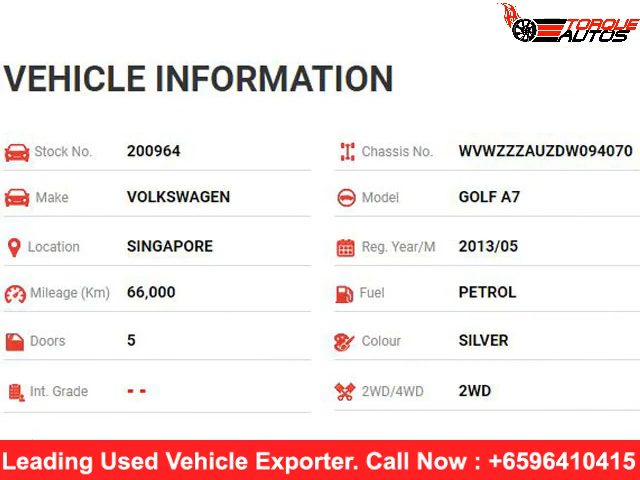 TORQUE
AUTOS
VEHICLE INFORMATION
Stock No. 200964 Chassis No. WVWZZZAUZDW094070
Make VOLKSWAGEN Model GOLF A7
Location SINGAPORE Reg. Year/M 2013/05
Mileage (Km) 66,000 Fuel PETROL
Doors 5 Colour SILVER
Int. Grade - - 2WD/4WD 2WD
Leading Used Vehicle Exporter. Call Now : +6596410415